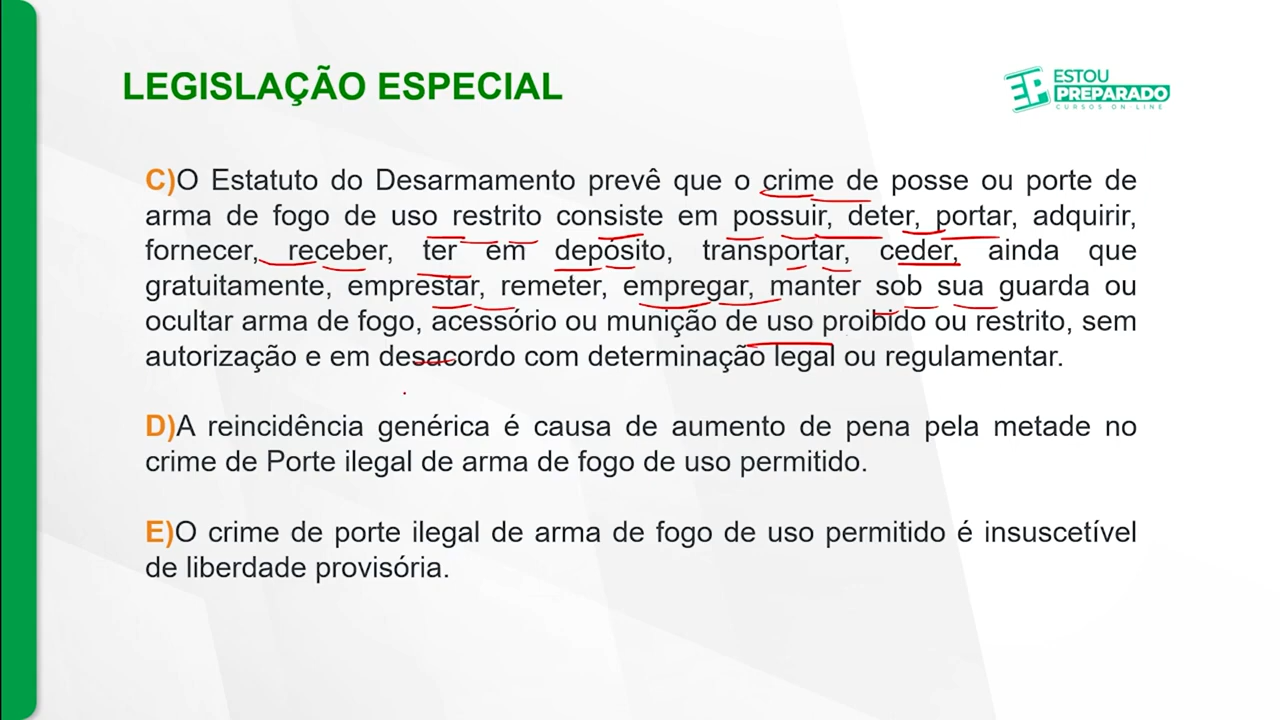 LEGISLAÇÃO ESPECIAL
ESTOU
PREPARADO
CURSOS ON LINE
C)O Estatuto do Desarmamento prevê que o crime de posse ou porte de
arma de fogo de uso restrito consiste em possuir, deter, portar, adquirir,
fornecer, receber, ter em depósito, transportar, ceder, ainda que
gratuitamente, emprestar, remeter, empregar, manter sob sua guarda ou
ocultar arma de fogo, acessório ou munição de uso proibido ou restrito, sem
autorização e em desacordo com determinação legal ou regulamentar.
D)A reincidência genérica é causa de aumento de pena pela metade no
crime de Porte ilegal de arma de fogo de uso permitido.
E)O crime de porte ilegal de arma de fogo de uso permitido é insuscetível
de liberdade provisória.